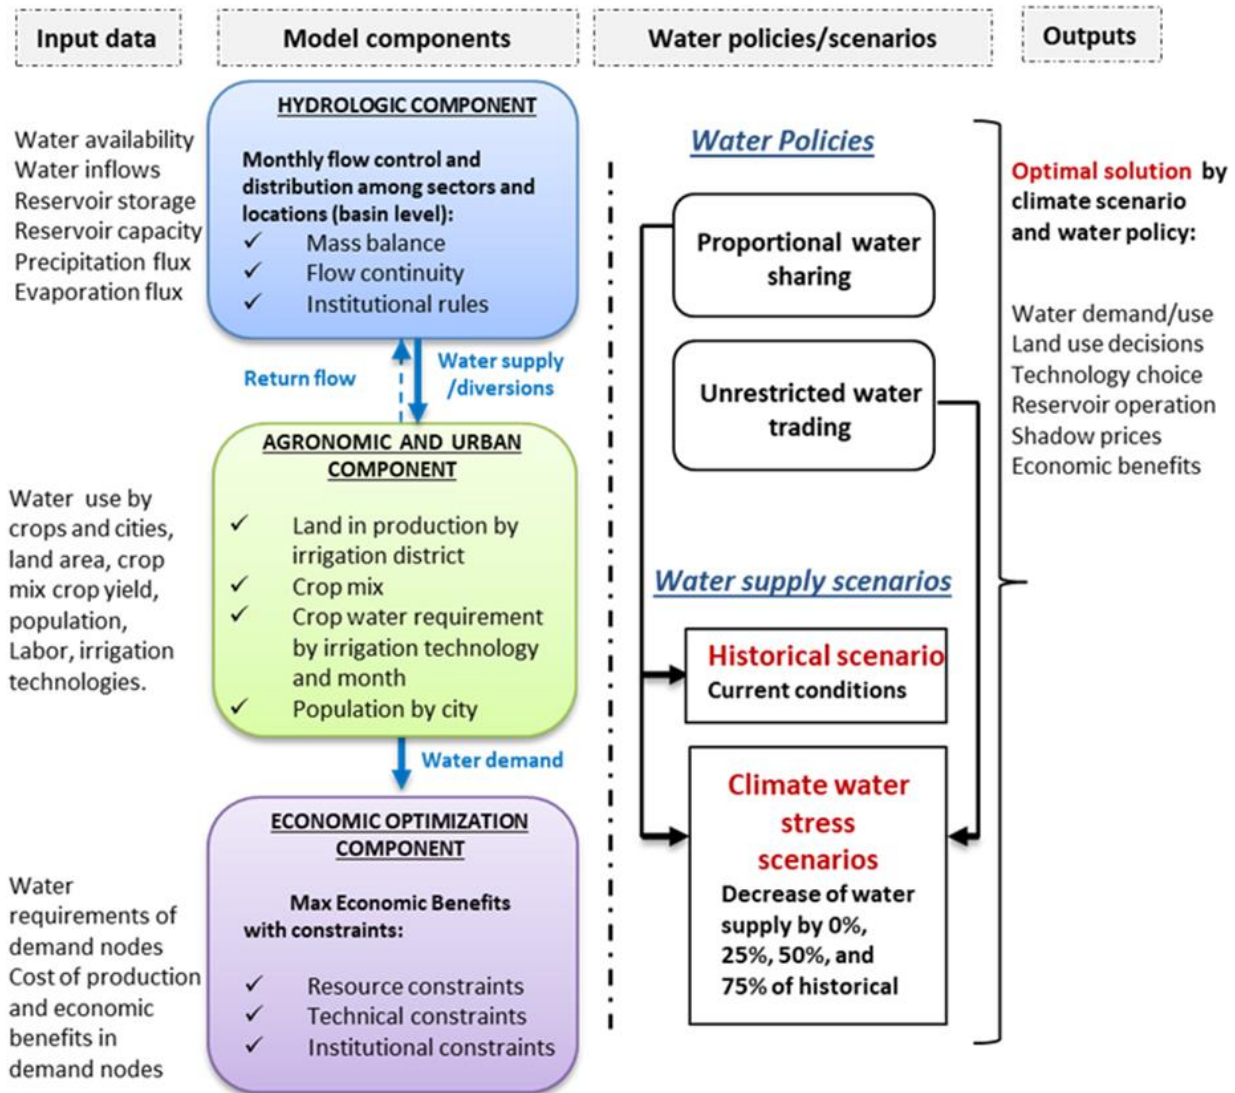 Input data
Model components
Water policies/scenarios
Outputs
Water availability
Water inflows
Reservoir storage
Reservoir capacity
Precipitation flux
Evaporation flux
HYDROLOGIC COMPONENT
Monthly flow control and
distribution among sectors and
locations (basin level):
✓ Mass balance
✓ Flow continuity
✓ Institutional rules
Return flow
Water supply
/diversions
Water use by
crops and cities,
land area, crop
mix crop yield,
population,
Labor, irrigation
technologies.
AGRONOMIC AND URBAN
COMPONENT
✓ Land in production by
irrigation district
✓ Crop mix
✓ Crop water requirement
by irrigation technology
and month
✓ Population by city
Water demand
Water
requirements of
demand nodes
Cost of production
and economic
benefits in
demand nodes
ECONOMIC OPTIMIZATION
COMPONENT
Max Economic Benefits
with constraints:
✓ Resource constraints
✓ Technical constraints
✓ Institutional constraints
Water Policies
Proportional water
sharing
Unrestricted water
trading
Water supply scenarios
Historical scenario
Current conditions
Climate water
stress
scenarios
Decrease of water
supply by 0%,
25%, 50%, and
75% of historical
Optimal solution by
climate scenario
and water policy:
Water demand/use
Land use decisions
Technology choice
Reservoir operation
Shadow prices
Economic benefits